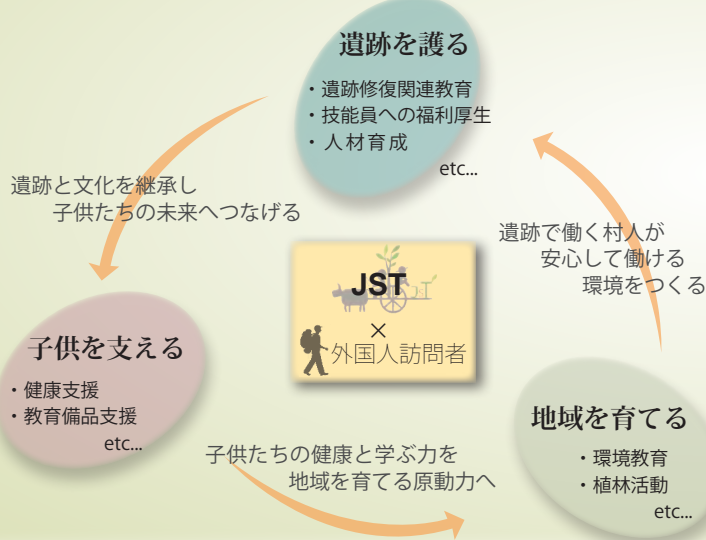 遺跡を護る
・遺跡修復関連教育
・技能員への福利厚生
・人材育成
etc...
遺跡と文化を継承し
子供たちの未来へつなげる
遺跡で働く村人が
安心して働ける
環境をつくる
JST
×
外国人訪問者
子供を支える
・健康支援
・教育備品支援
etc...
地域を育てる
・環境教育
・植林活動
etc...
子供たちの健康と学ぶ力を
地域を育てる原動力へ